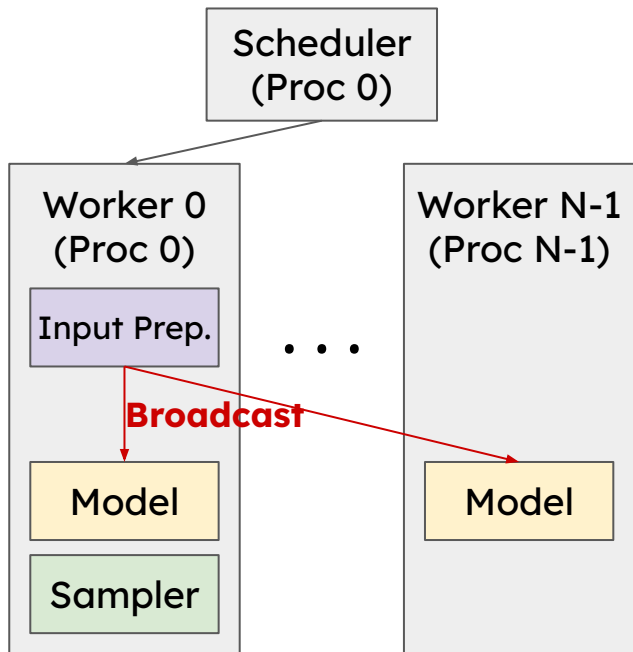 Scheduler
(Proc 0)
Worker 0
(Proc 0)
Worker N-1
(Proc N-1)
Input Prep.
. . .
Broadcast
Model
Model
Sampler